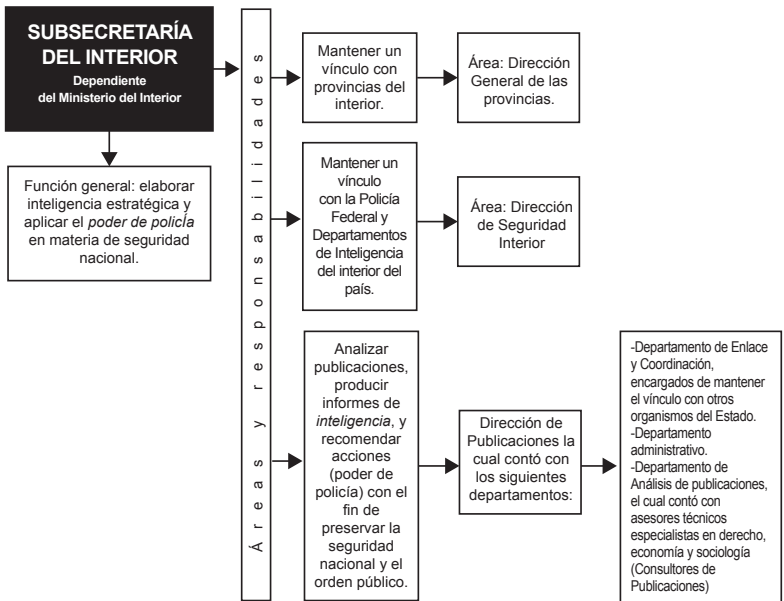 SUBSECRETARÍA
DEL INTERIOR
Dependiente
del Ministerio del Interior
Función general: elaborar
inteligencia estratégica y
aplicar el poder de policía
en materia de seguridad
nacional.
Áreas y responsabilidades
Mantener un
vínculo con
provincias del
interior.
Área: Dirección
General de las
provincias.
Mantener un
vínculo
con la Policía
Federal y
Departamentos
de Inteligencia
del interior del
país.
Área: Dirección
de Seguridad
Interior
Analizar
publicaciones,
producir
informes de
inteligencia, y
recomendar
acciones
(poder de
policía) con el
fin de
preservar la
seguridad
nacional y el
orden público.
Dirección de
Publicaciones la
cual contó con
los siguientes
departamentos:
-Departamento de Enlace
y Coordinación,
encargados de mantener
el vínculo con otros
organismos del Estado.
-Departamento
administrativo.
-Departamento de
Análisis de publicaciones,
el cual contó con
asesores técnicos
especialistas en derecho,
economía y sociología
(Consultores de
Publicaciones)